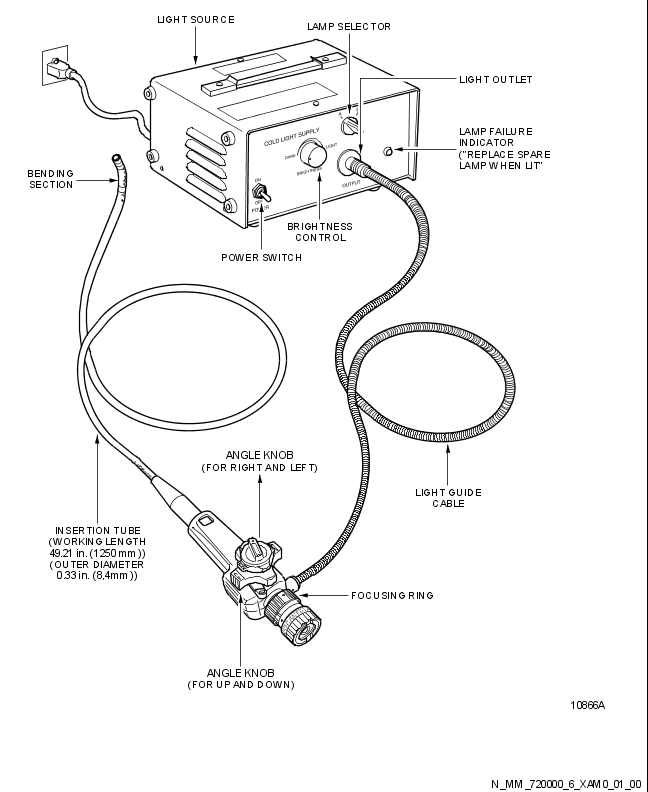 LIGHT SOURCE
LAMP SELECTOR
LIGHT OUTLET
LAMP FAILURE
INDICATOR
("REPLACE SPARE
LAMP WHEN LIT"
BENDING
SECTION
COLD LIGHT SUPPLY
DARK
LIGHT
BRIGHTNESS
OUTPUT
ON
OFF
POWER
BRIGHTNESS
CONTROL
POWER SWITCH
ANGLE KNOB
(FOR RIGHT AND LEFT)
LIGHT GUIDE
CABLE
INSERTION TUBE
(WORKING LENGTH
49.21 in. (1250 mm))
(OUTER DIAMETER
0.33 in. (8,4mm))
FOCUSING RING
ANGLE KNOB
(FOR UP AND DOWN)
10866A
N_MM_720000_6_XAM0_01_00